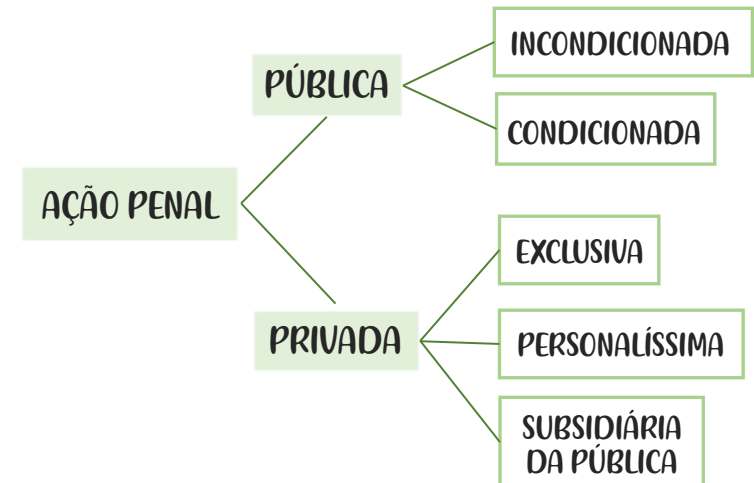 AÇÃO PENAL
PÚBLICA
INCONDICIONADA
CONDICIONADA
PRIVADA
EXCLUSIVA
PERSONALÍSSIMA
SUBSIDIÁRIA
DA PÚBLICA